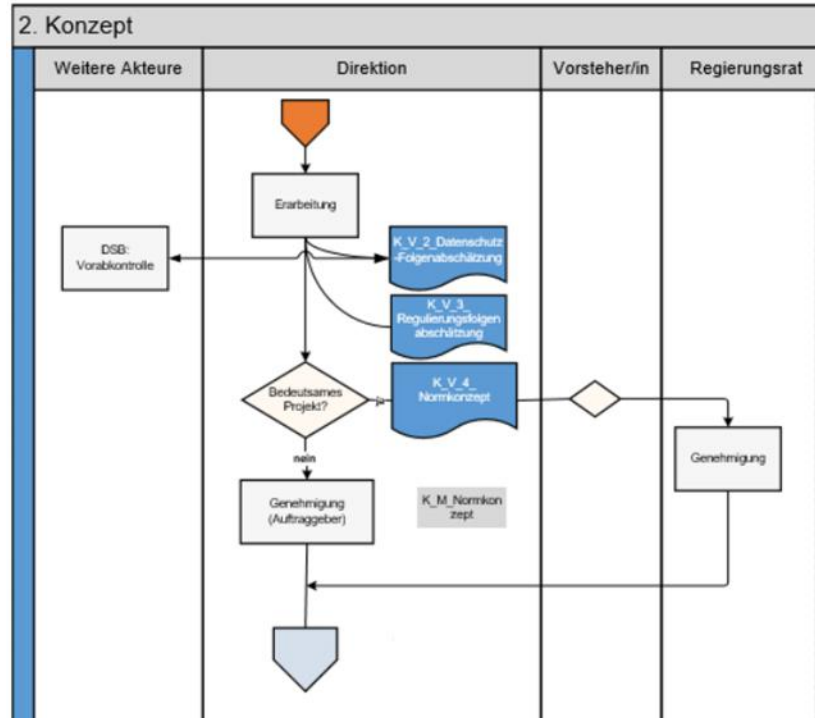 2. Konzept
Weitere Akteure
Direktion
Vorsteher/in
Regierungsrat
Erarbeitung
DSB:
Vorabkontrolle
K_V_2_Datenschutz
-Folgenabschätzung
K_V_3_
Regulierungsfolgen
abschätzung
Bedeutsames
Projekt?
ja
K_V_4_
Normkonzept
Genehmigung
nein
Genehmigung
(Auftraggeber)
K_M_Normkon
zept